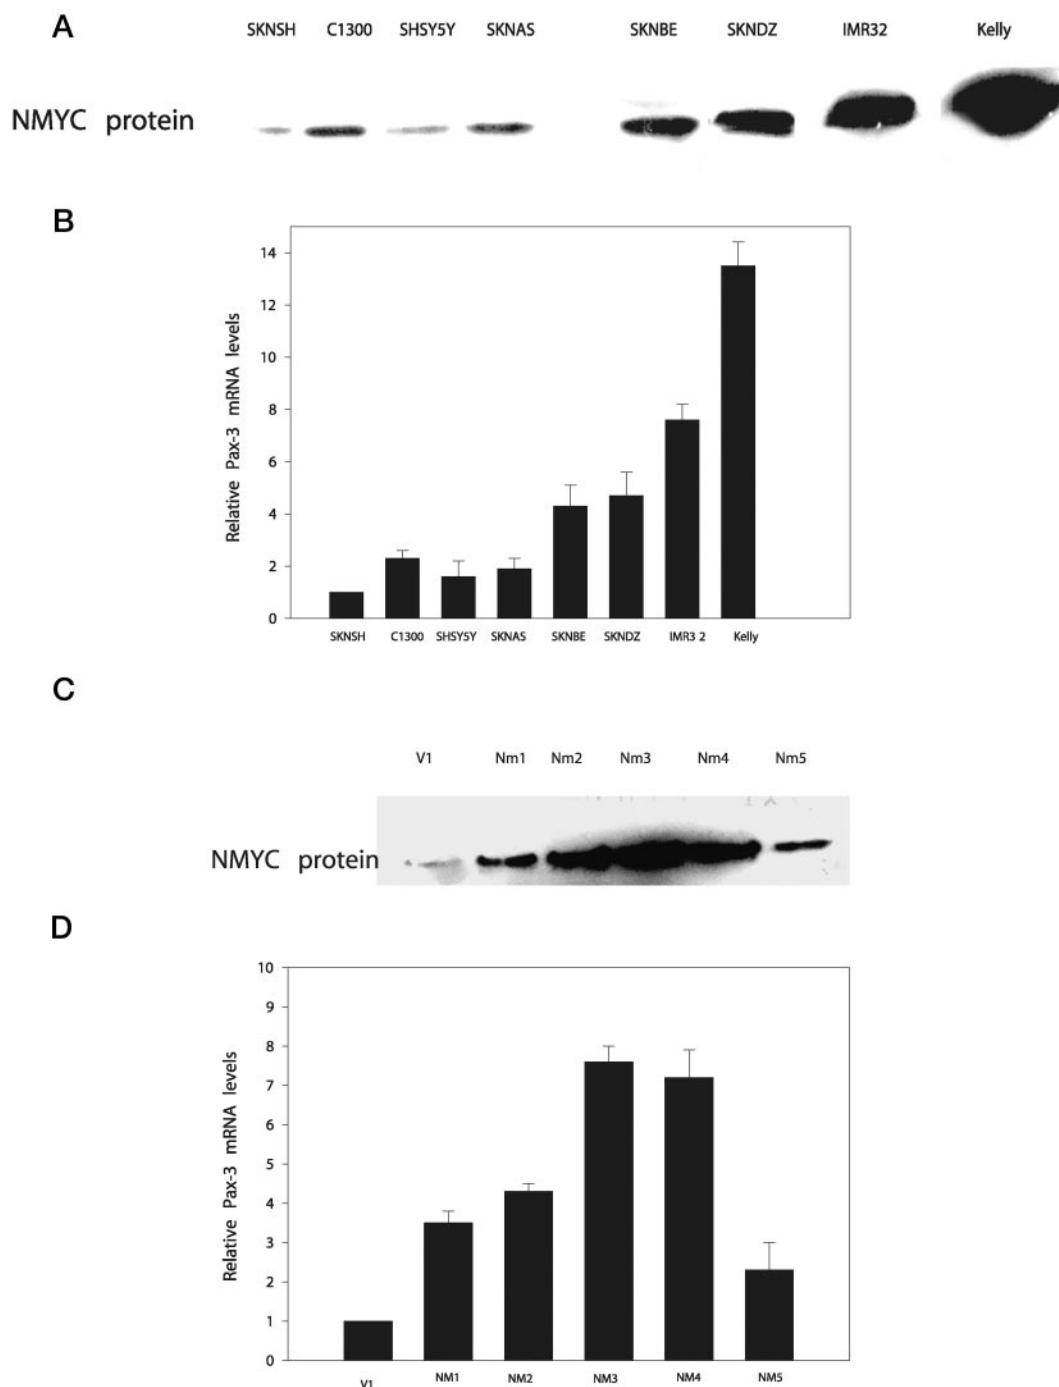 A
SKNSH C1300 SHSY5Y SKNAS SKNBE SKNDZ IMR32 Kelly
NMYC protein
B
Relative Pax-3 mRNA levels
14
12
10
8
6
4
2
0
SKNSH C1300 SHSY5Y SKNAS SKNBE SKNDZ IMR3 2 Kelly
C
V1 Nm1 Nm2 Nm3 Nm4 Nm5
NMYC protein
D
Relative Pax-3 mRNA levels
10
9
8
7
6
5
4
3
2
1
0
V1 NM1 NM2 NM3 NM4 NM5